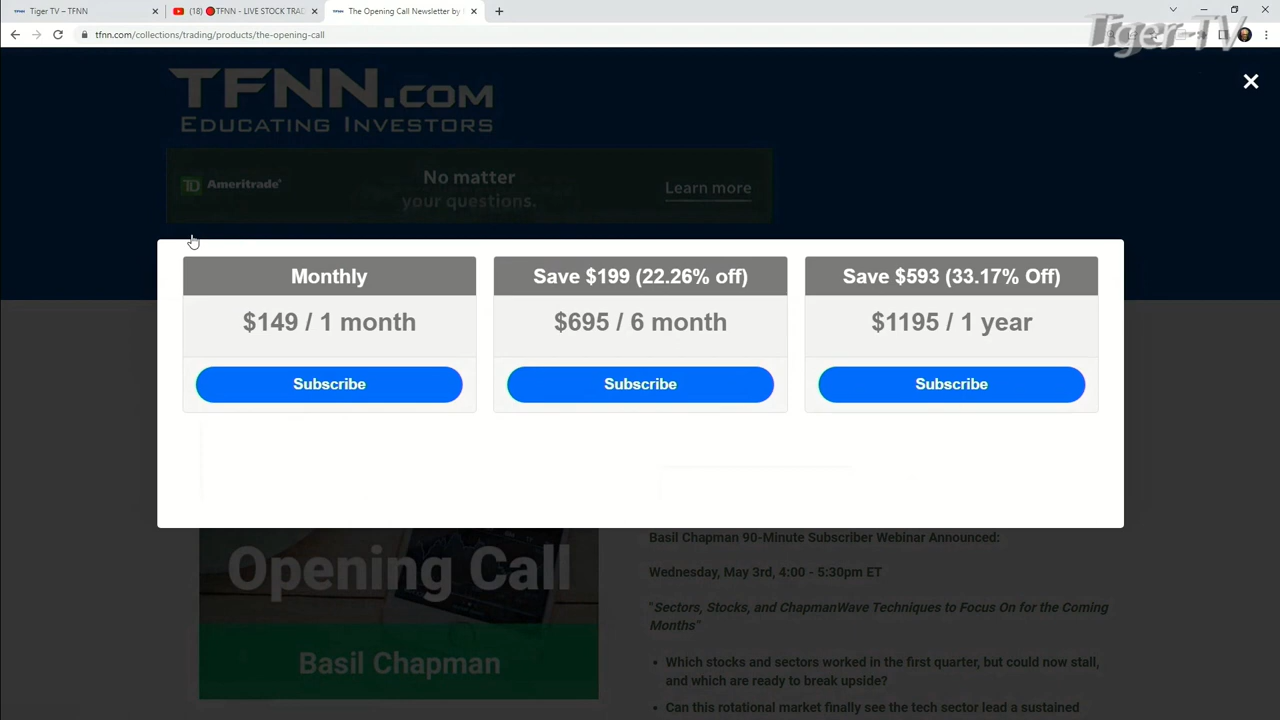 Tiger TV – TFNN
(18) 🔴TFNN - LIVE STOCK TRA
The Opening Call Newsletter by
tfnn.com/collections/trading/products/the-opening-call
Tiger-TV
TFNN.com
Educating Investors
TD Ameritrade
No matter
your questions.
Learn more
Monthly
Save $199 (22.26% off)
Save $593 (33.17% Off)
$149 / 1 month
$695 / 6 month
$1195 / 1 year
Subscribe
Subscribe
Subscribe
Opening Call
Basil Chapman
Basil Chapman 90-Minute Subscriber Webinar Announced:
Wednesday, May 3rd, 4:00 - 5:30pm ET
"Sectors, Stocks, and ChapmanWave Techniques to Focus On for the Coming
Months"
• Which stocks and sectors worked in the first quarter, but could now stall,
and which are ready to break upside?
• Can this rotational market finally see the tech sector lead a sustained